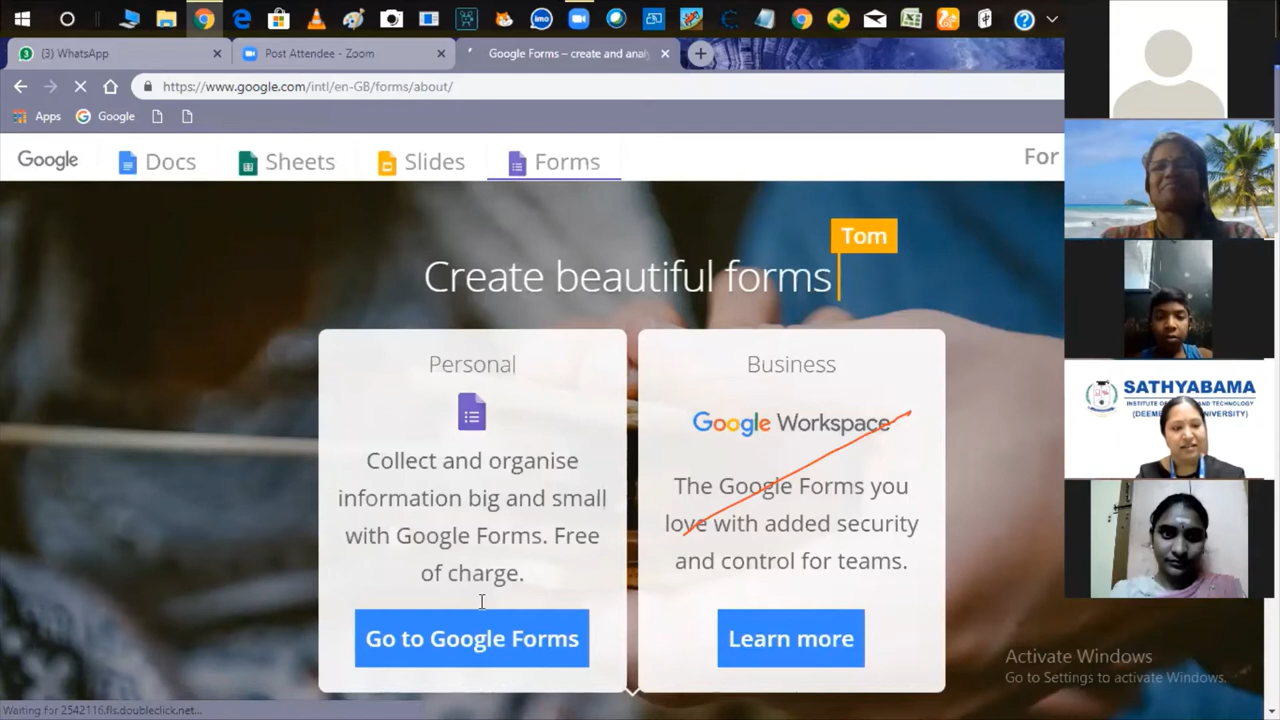 (3) WhatsApp
Post Attendee - Zoom
Google Forms – create and analy
https://www.google.com/intl/en-GB/forms/about/
Apps
Google
Google
Docs
Sheets
Slides
Forms
For
Tom
Create beautiful forms
Personal
Collect and organise
information big and small
with Google Forms. Free
of charge.
Go to Google Forms
Business
Google Workspace
The Google Forms you
love with added security
and control for teams.
Learn more
SATHYABAMA
INSTITUTE OF
AND TECHNOLOGY
(DEEM
UNIVERSITY)
Activate Windows
Go to Settings to activate Windows.
Waiting for 2542116.fls.doubleclick.net...